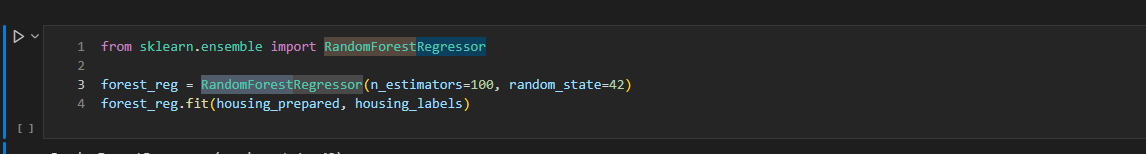 1 from sklearn.ensemble import RandomForestRegressor
2
3 forest_reg = RandomForestRegressor(n_estimators=100, random_state=42)
4 forest_reg.fit(housing_prepared, housing_labels)
[ ]